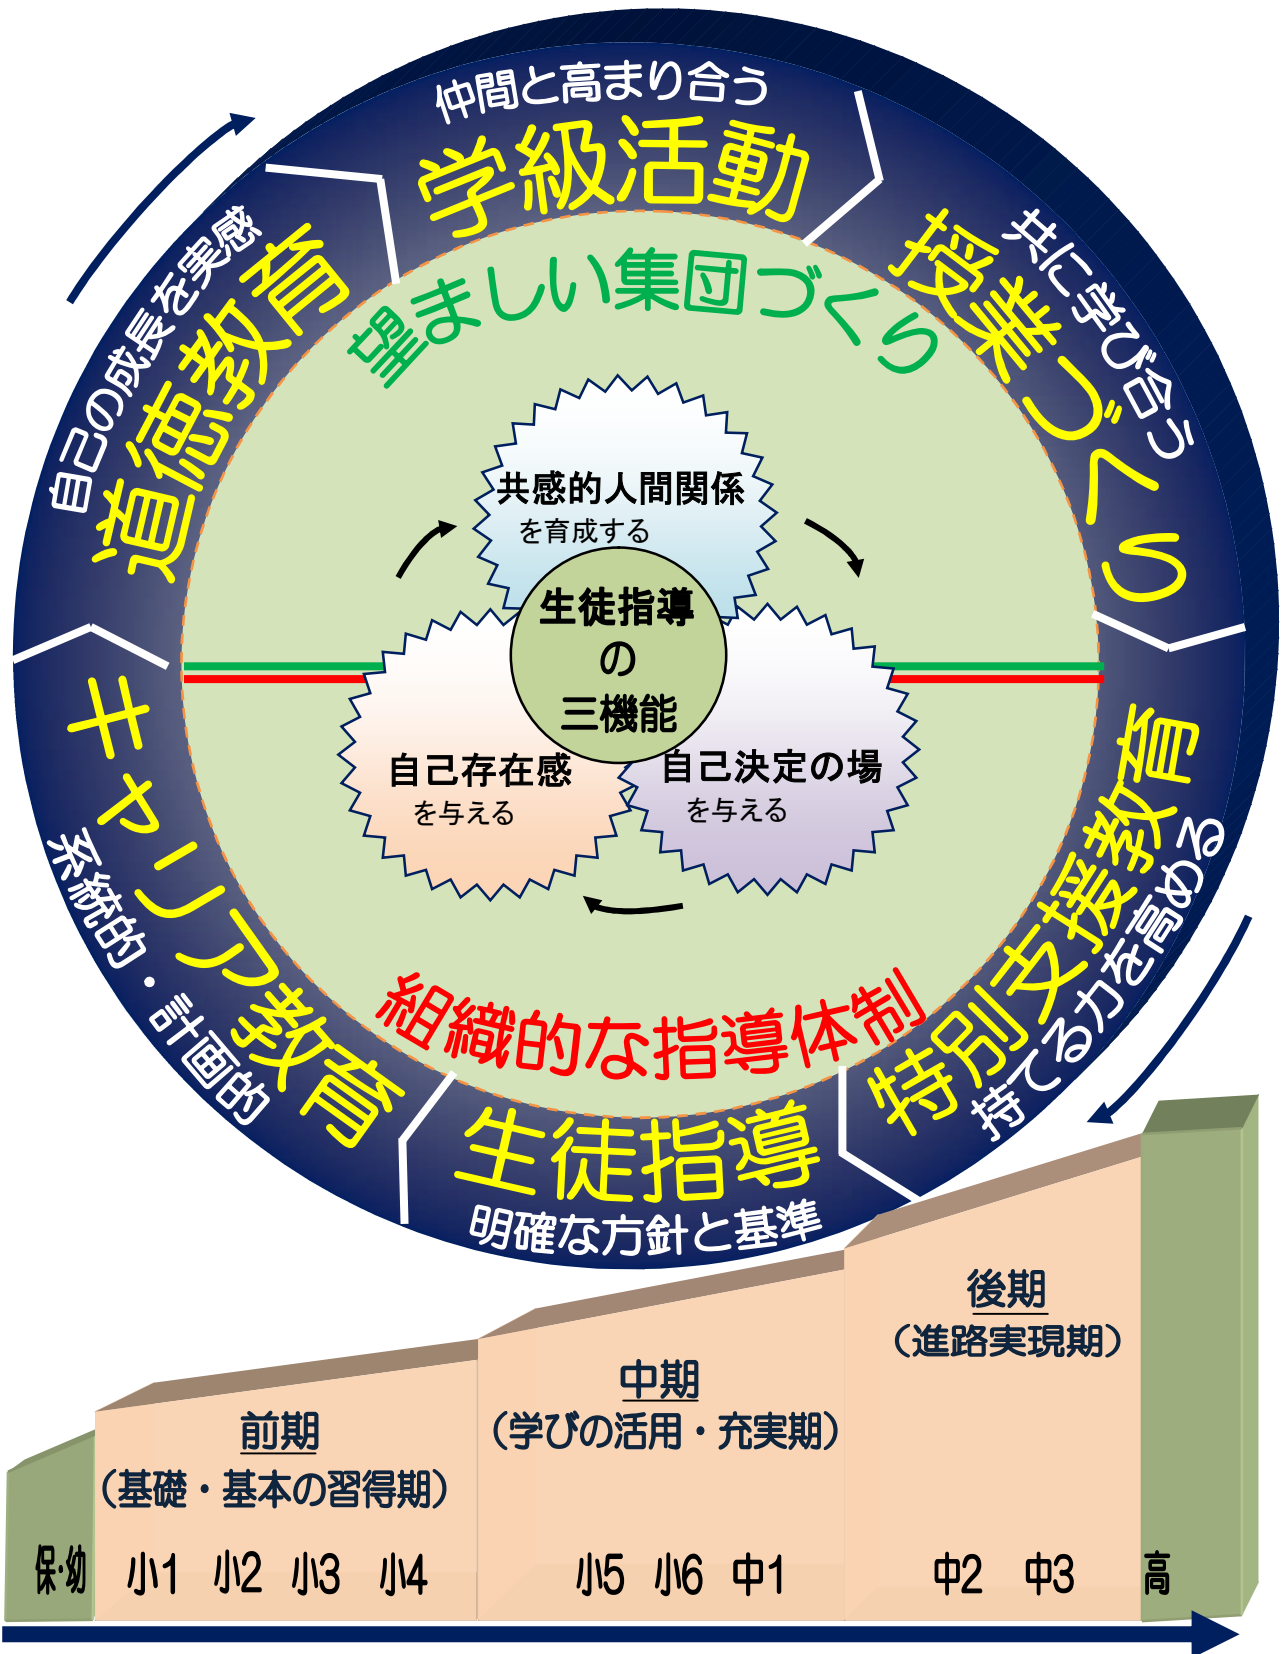 仲間と高まり合う
学級活動
共に学び合う
授業づくり
自己の成長を実感
道徳教育
望ましい集団づくり
共感的人間関係
を育成する
生徒指導
の
三機能
自己存在感
を与える
自己決定の場
を与える
キャリア教育
系統的・計画的
特別支援教育
持てる力を高める
組織的な指導体制
生徒指導
明確な方針と基準
後期
（進路実現期）
中期
（学びの活用・充実期）
前期
（基礎・基本の習得期）
保・幼 小1 小2 小3 小4 小5 小6 中1 中2 中3 高